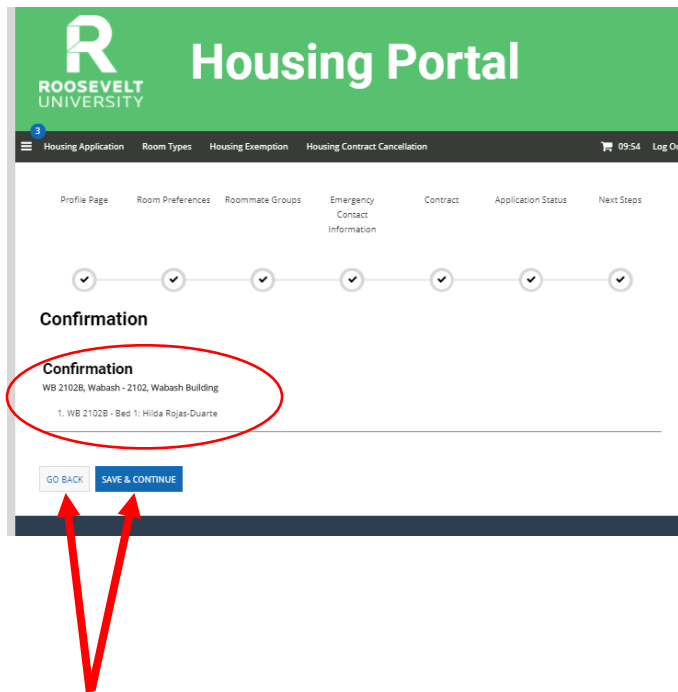 ROOSEVELT
UNIVERSITY
Housing Portal
3
Housing Application Room Types Housing Exemption Housing Contract Cancellation 09:54 Log Ou
Profile Page Room Preferences Roommate Groups Emergency Contact Information Contract Application Status Next Steps
Confirmation
Confirmation
WB 2102B, Wabash - 2102, Wabash Building
1. WB 2102B - Bed 1: Hilda Rojas-Duarte
GO BACK SAVE & CONTINUE